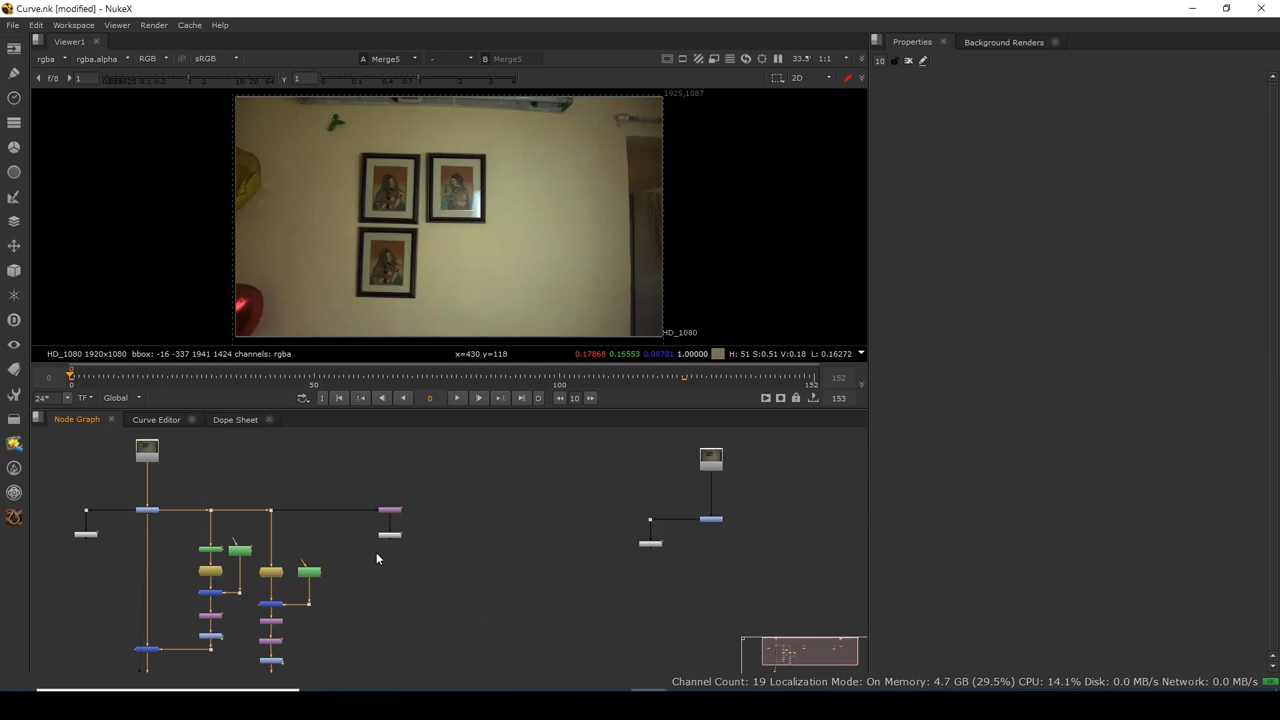 Curve.nk [modified] - NukeX
File Edit Workspace Viewer Render Cache Help
Viewer1
Properties Background Renders
rgba rgba.alpha RGB IP sRGB A Merge5 - B Merge5 33.3 1:1
f/8 1 Y 1 2D
10
1925,1087
HD_1080
HD_1080 1920x1080 bbox: -16 -337 1941 1424 channels: rgba x=430 y=118 0.17868 0.16553 0.08781 1.00000 H: 51 S:0.51 V:0.18 L: 0.16272
0 0 50 100 152 152
24* TF Global 0 10 153
Node Graph Curve Editor Dope Sheet
Channel Count: 19 Localization Mode: On Memory: 4.7 GB (29.5%) CPU: 14.1% Disk: 0.0 MB/s Network: 0.0 MB/s